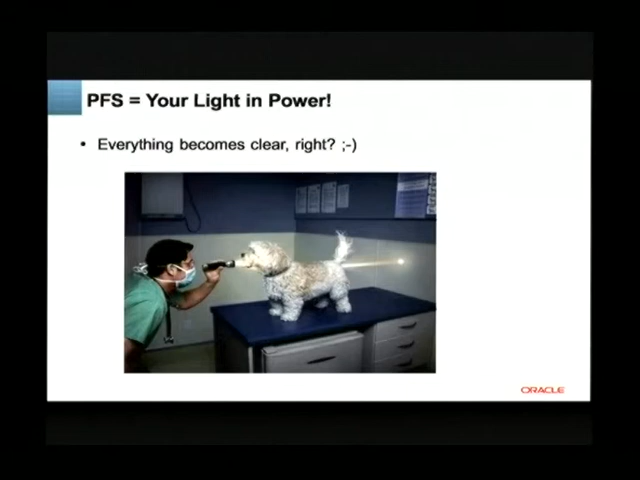 PFS = Your Light in Power!
• Everything becomes clear, right? ;-)
ORACLE